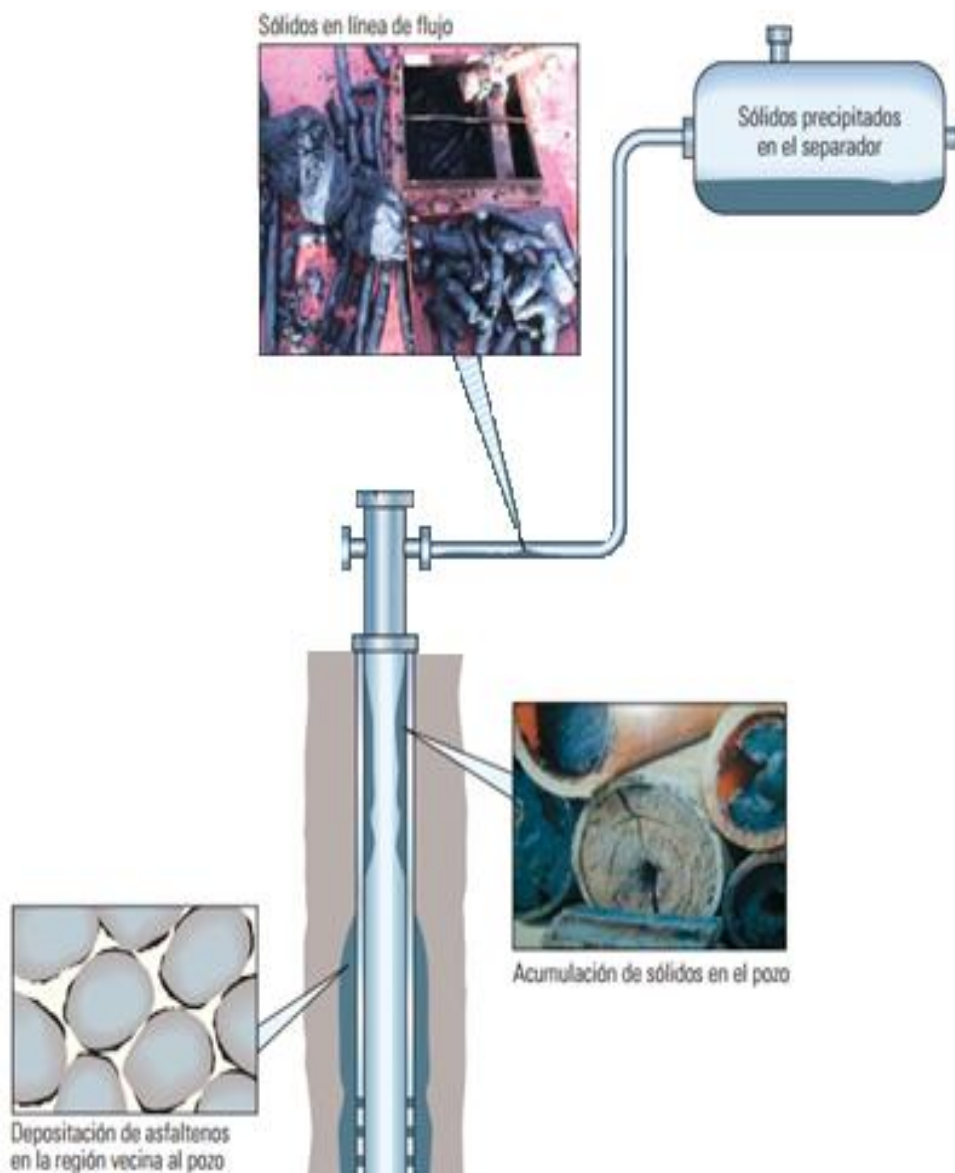 Sólidos en línea de flujo
Sólidos precipitados
en el separador
Acumulación de sólidos en el pozo
Depositación de asfaltenos
en la región vecina al pozo